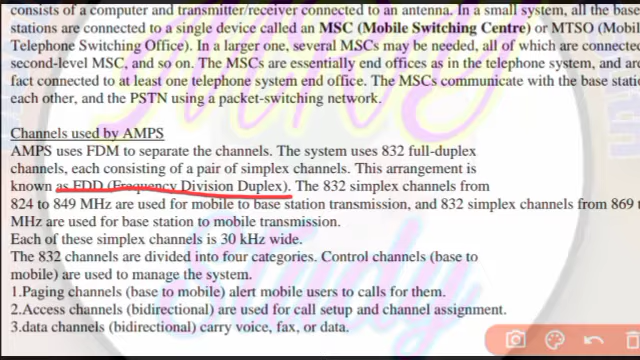 consists of a computer and transmitter/receiver connected to an antenna. In a small system, all the base
stations are connected to a single device called an MSC (Mobile Switching Centre) or MTSO (Mobil
Telephone Switching Office). In a larger one, several MSCs may be needed, all of which are connecte
second-level MSC, and so on. The MSCs are essentially end offices as in the telephone system, and are
fact connected to at least one telephone system end office. The MSCs communicate with the base statio
each other, and the PSTN using a packet-switching network.
Channels used by AMPS
AMPS uses FDM to separate the channels. The system uses 832 full-duplex
channels, each consisting of a pair of simplex channels. This arrangement is
known as FDD (Frequency Division Duplex). The 832 simplex channels from
824 to 849 MHz are used for mobile to base station transmission, and 832 simplex channels from 869 t
MHz are used for base station to mobile transmission.
Each of these simplex channels is 30 kHz wide.
The 832 channels are divided into four categories. Control channels (base to
mobile) are used to manage the system.
1.Paging channels (base to mobile) alert mobile users to calls for them.
2.Access channels (bidirectional) are used for call setup and channel assignment.
3.data channels (bidirectional) carry voice, fax, or data.
Study